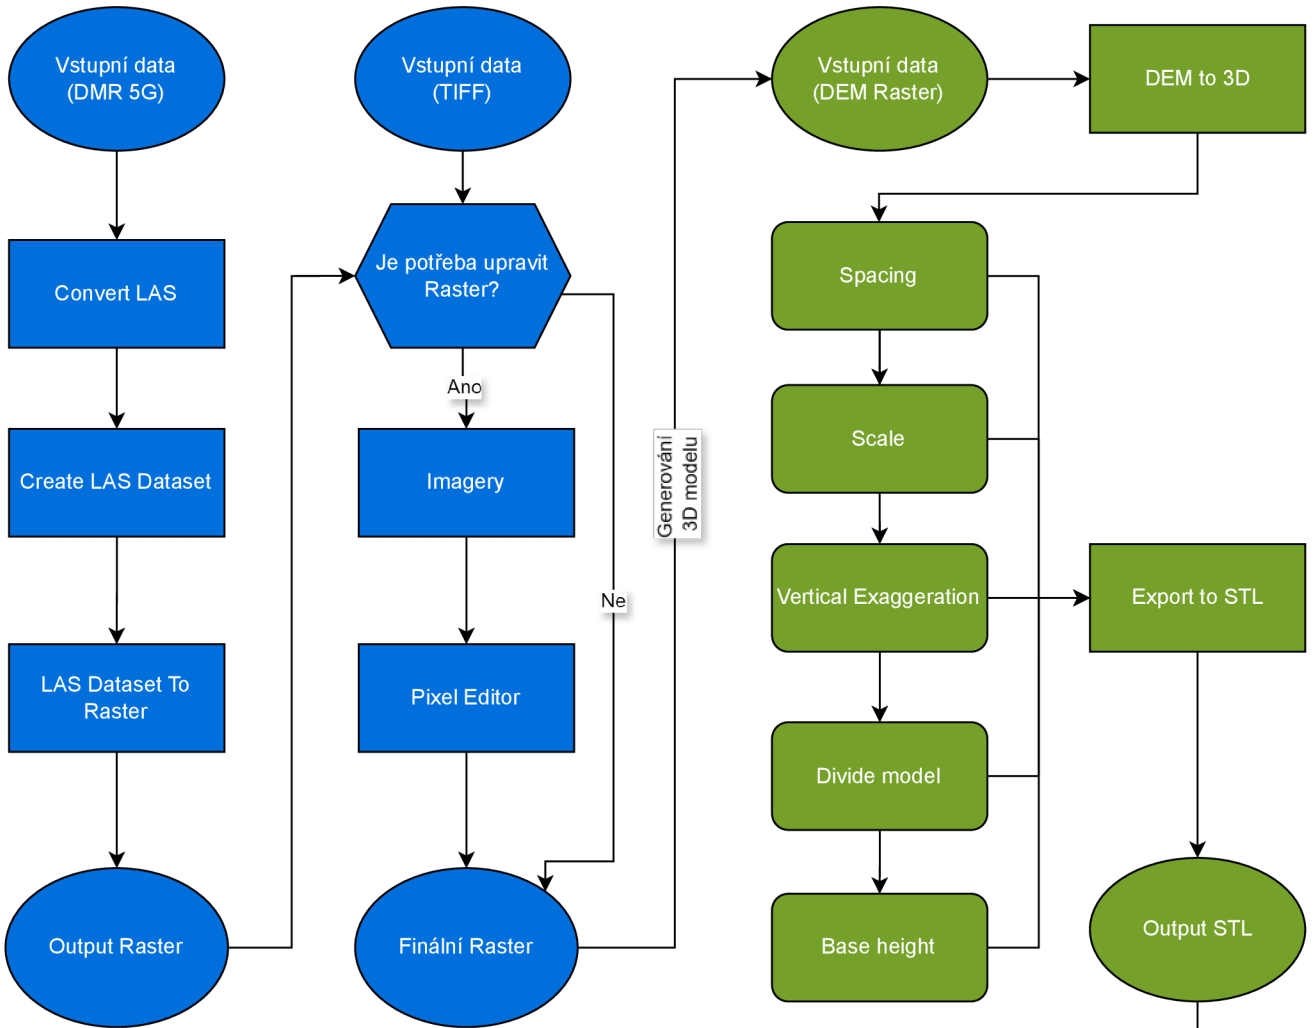 Vstupní data
(DMR 5G)
Convert LAS
Create LAS Dataset
LAS Dataset To
Raster
Output Raster
Vstupní data
(TIFF)
Je potřeba upravit
Raster?
Ano
Ne
Imagery
Pixel Editor
Finální Raster
Generování
3D modelu
Vstupní data
(DEM Raster)
DEM to 3D
Spacing
Scale
Vertical Exaggeration
Divide model
Base height
Export to STL
Output STL